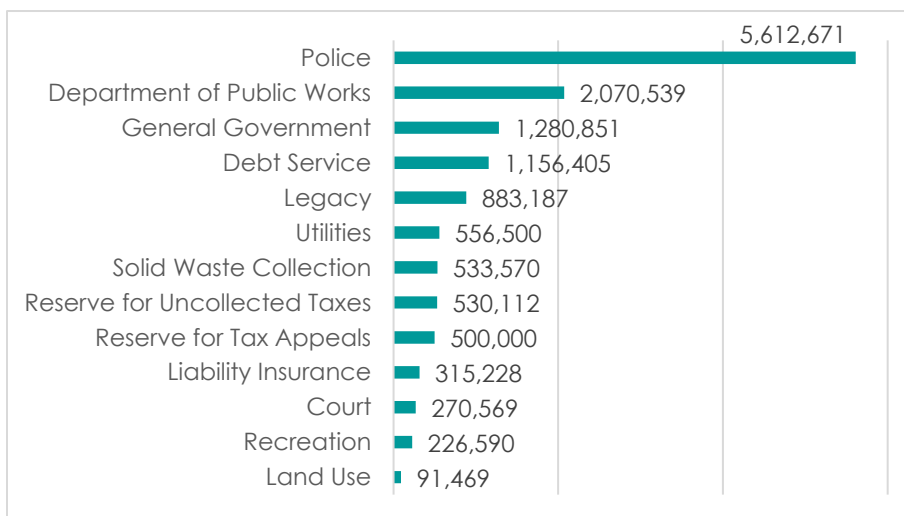 5,612,671
Police
Department of Public Works 2,070,539
General Government 1,280,851
Debt Service 1,156,405
Legacy 883,187
Utilities 556,500
Solid Waste Collection 533,570
Reserve for Uncollected Taxes 530,112
Reserve for Tax Appeals 500,000
Liability Insurance 315,228
Court 270,569
Recreation 226,590
Land Use 91,469